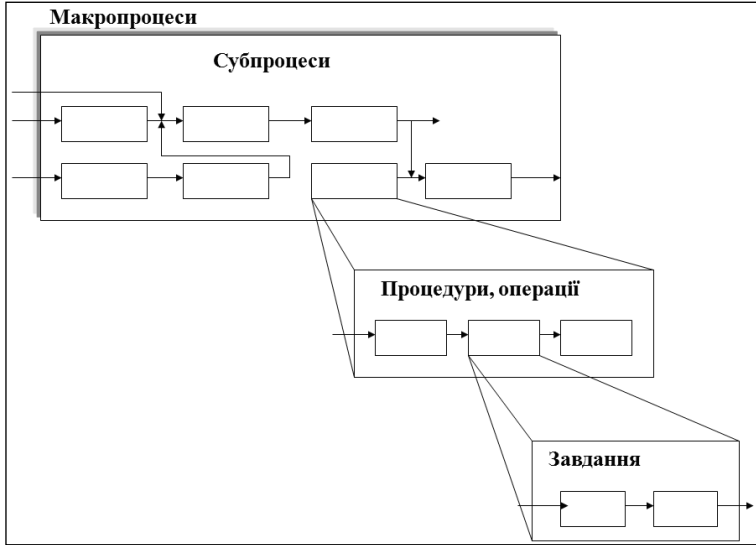 Макропроцеси
Субпроцеси
Процедури, операції
Завдання